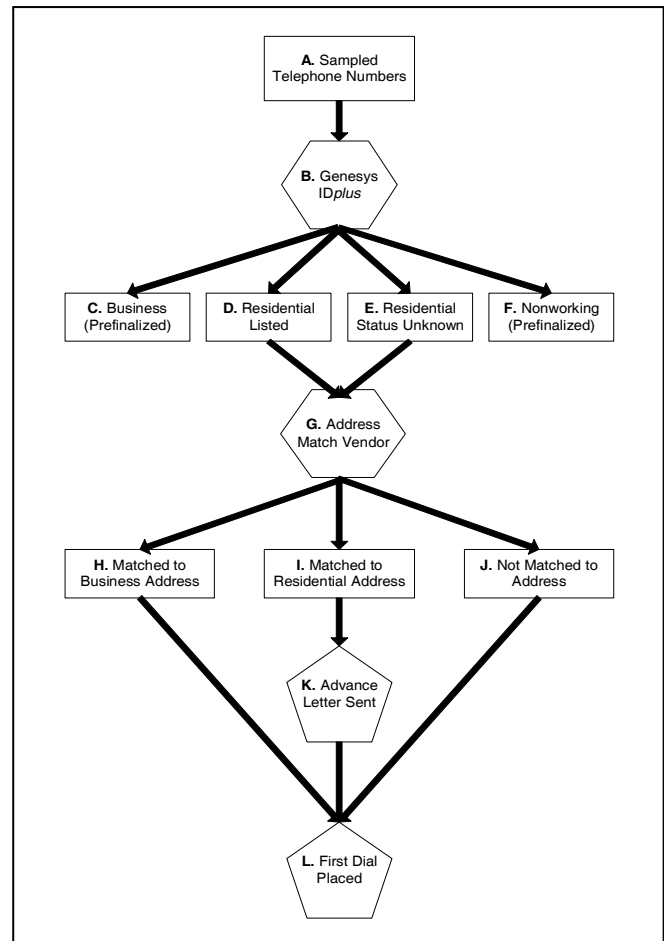 A. Sampled
Telephone Numbers
B. Genesys
IDplus
C. Business
(Prefinalized)
D. Residential
Listed
E. Residential
Status Unknown
F. Nonworking
(Prefinalized)
G. Address
Match Vendor
H. Matched to
Business Address
I. Matched to
Residential Address
J. Not Matched to
Address
K. Advance
Letter Sent
L. First Dial
Placed